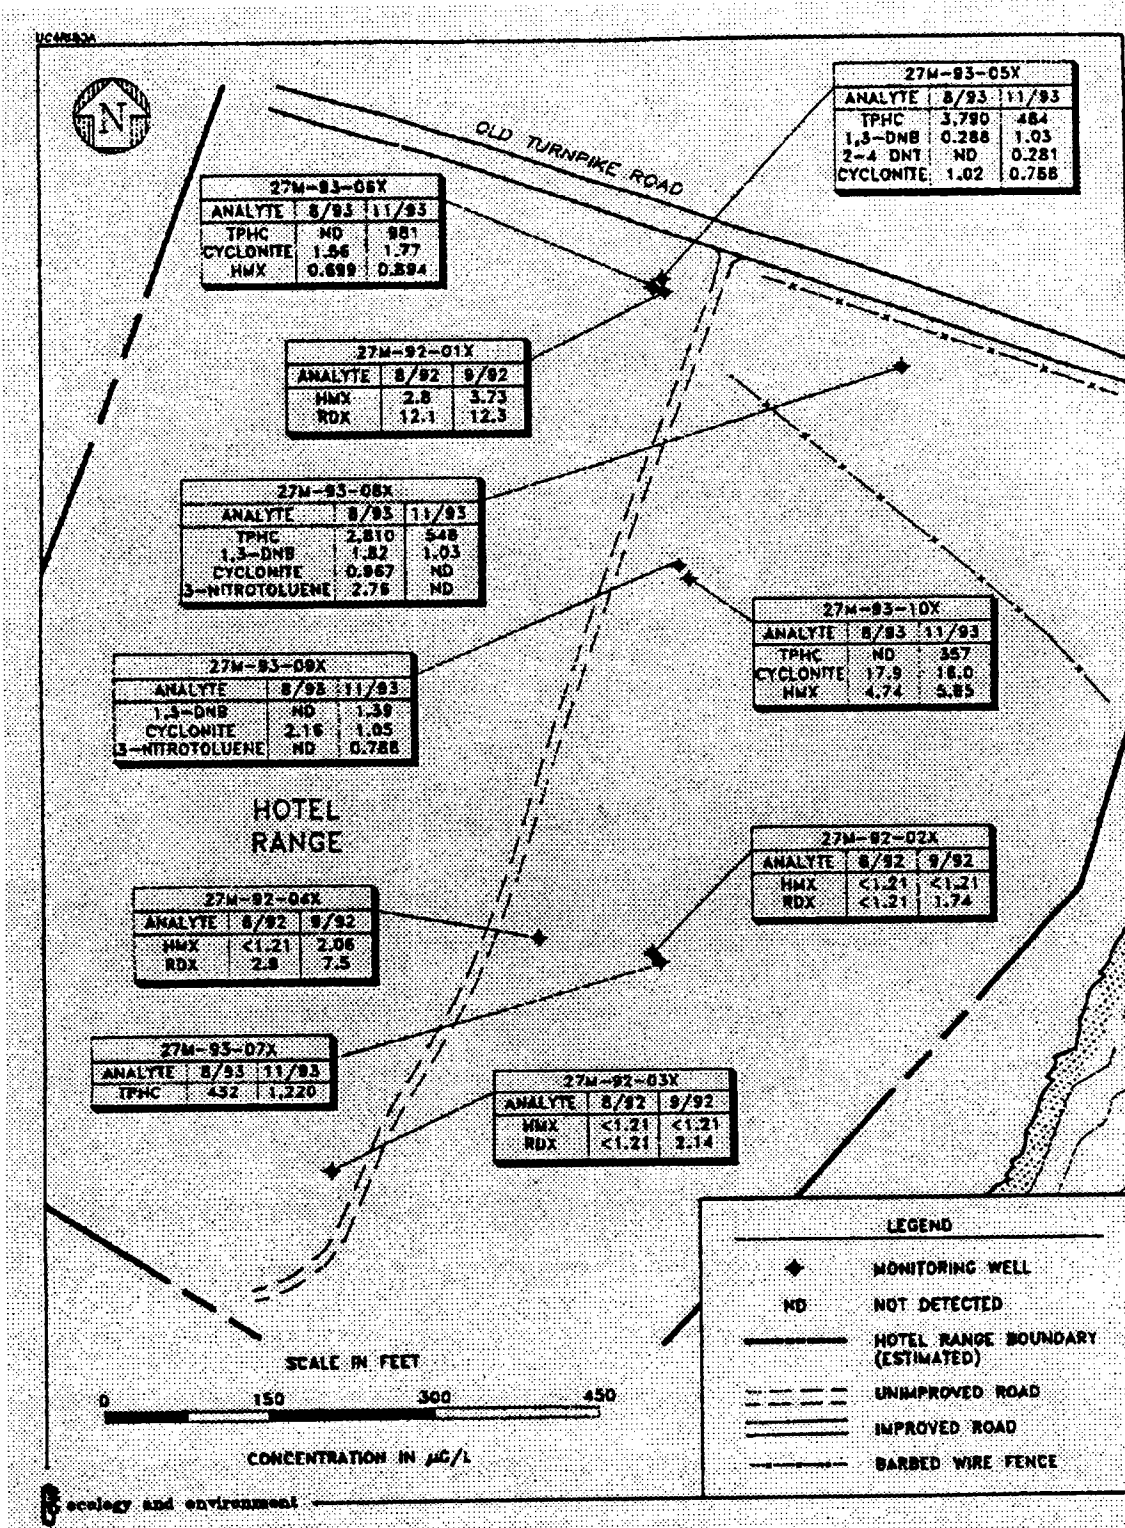 N
OLD TURNPIKE ROAD
27M-93-05X
ANALYTE 8/93 11/93
TPHC 3,790 484
1,3-DNB 0.288 1.03
2-4 DNT ND 0.281
CYCLONITE 1.02 0.788
27M-93-06X
ANALYTE 8/93 11/93
TPHC ND 981
CYCLONITE 1.56 1.77
HMX 0.699 0.894
27M-92-01X
ANALYTE 8/92 9/92
HMX 2.8 3.73
RDX 12.1 12.3
27M-93-08X
ANALYTE 8/93 11/93
TPHC 2,810 548
1,3-DNB 1.82 1.03
CYCLONITE 0.967 ND
3-NITROTOLUENE 2.76 ND
27M-93-10X
ANALYTE 8/93 11/93
TPHC ND 357
CYCLONITE 17.9 16.0
HMX 4.74 5.85
27M-93-09X
ANALYTE 8/93 11/93
1,3-DNB ND 1.39
CYCLONITE 2.16 1.05
3-NITROTOLUENE ND 0.788
HOTEL
RANGE
27M-92-02X
ANALYTE 8/92 9/92
HMX <1.21 <1.21
RDX <1.21 1.74
27M-92-04X
ANALYTE 8/92 9/92
HMX <1.21 2.06
RDX 2.8 7.5
27M-93-07X
ANALYTE 8/93 11/93
TPHC 452 1,220
27M-92-03X
ANALYTE 8/92 9/92
HMX <1.21 <1.21
RDX <1.21 2.14
LEGEND
MONITORING WELL
ND NOT DETECTED
HOTEL RANGE BOUNDARY
(ESTIMATED)
UNIMPROVED ROAD
IMPROVED ROAD
BARBED WIRE FENCE
SCALE IN FEET
0 150 300 450
CONCENTRATION IN µG/L
ecology and environment